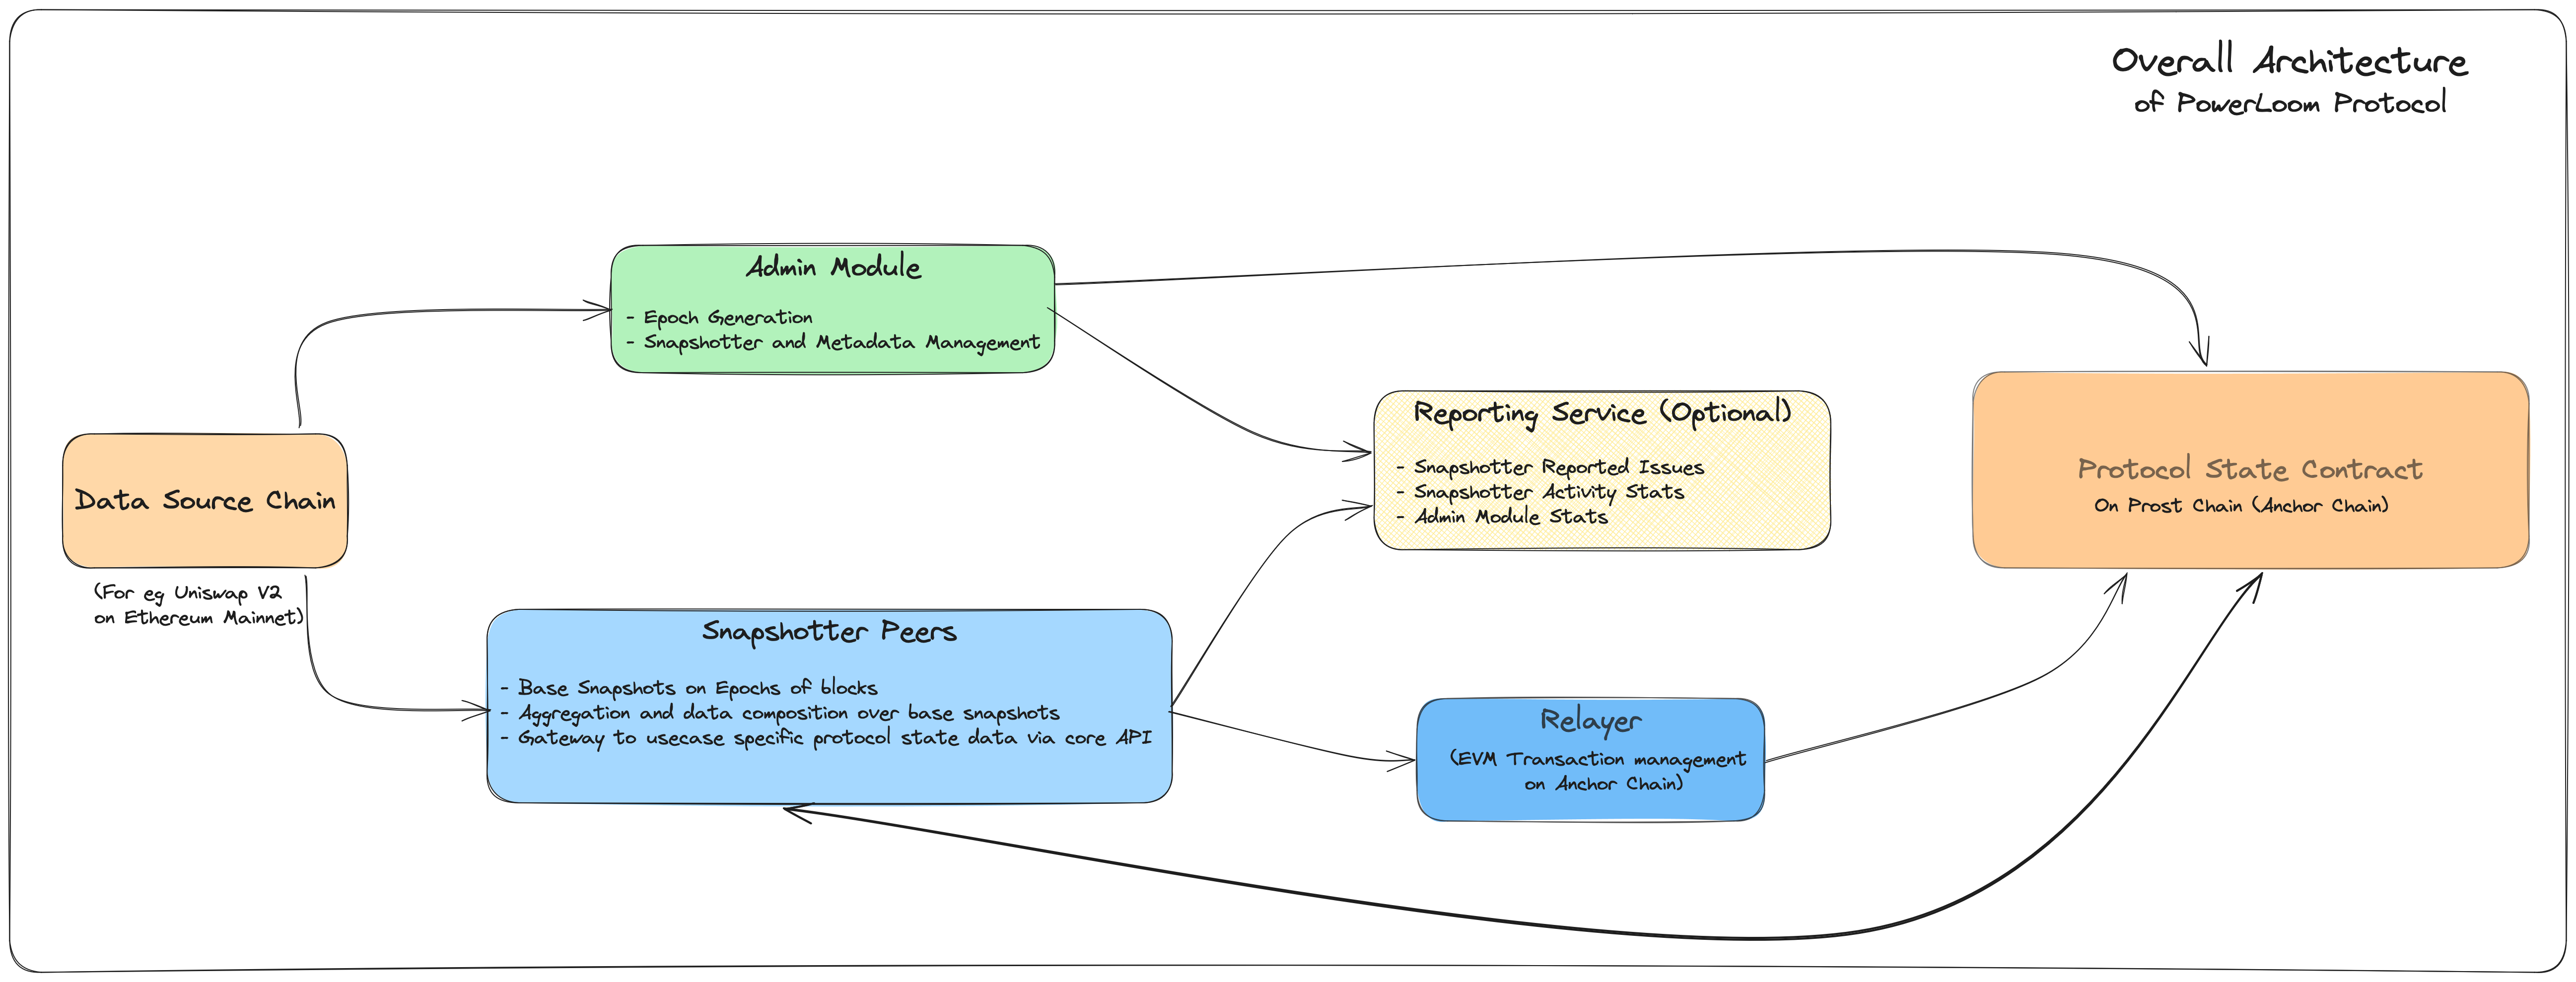 Overall Architecture
of PowerLoom Protocol
Admin Module
- Epoch Generation
- Snapshotter and Metadata Management
Data Source Chain
(For eg Uniswap V2
on Ethereum Mainnet)
Reporting Service (Optional)
- Snapshotter Reported Issues
- Snapshotter Activity Stats
- Admin Module Stats
Protocol State Contract
On Prost Chain (Anchor Chain)
Snapshotter Peers
- Base Snapshots on Epochs of blocks
- Aggregation and data composition over base snapshots
- Gateway to usecase specific protocol state data via core API
Relayer
(EVM Transaction management
on Anchor Chain)